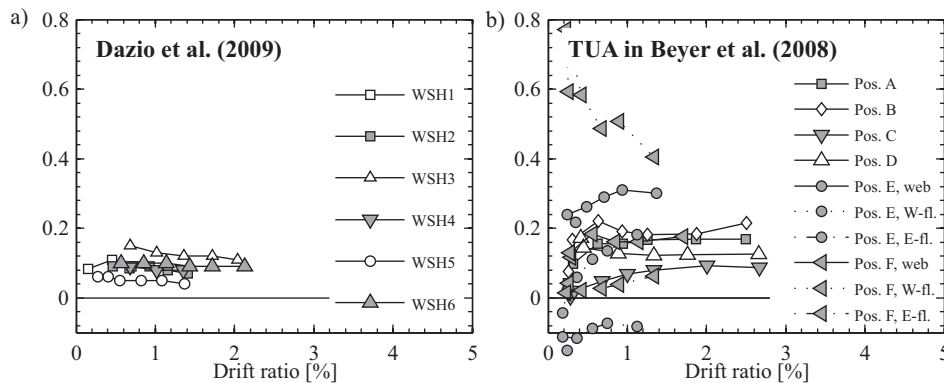 a)
0.8
0.6
0.4
0.2
0
Dazio et al. (2009)
WSH1
WSH2
WSH3
WSH4
WSH5
WSH6
0 1 2 3 4 5
Drift ratio [%]
b)
0.8
0.6
0.4
0.2
0
TUA in Beyer et al. (2008)
Pos. A
Pos. B
Pos. C
Pos. D
Pos. E, web
Pos. E, W-fl.
Pos. E, E-fl.
Pos. F, web
Pos. F, W-fl.
Pos. F, E-fl.
0 1 2 3 4 5
Drift ratio [%]